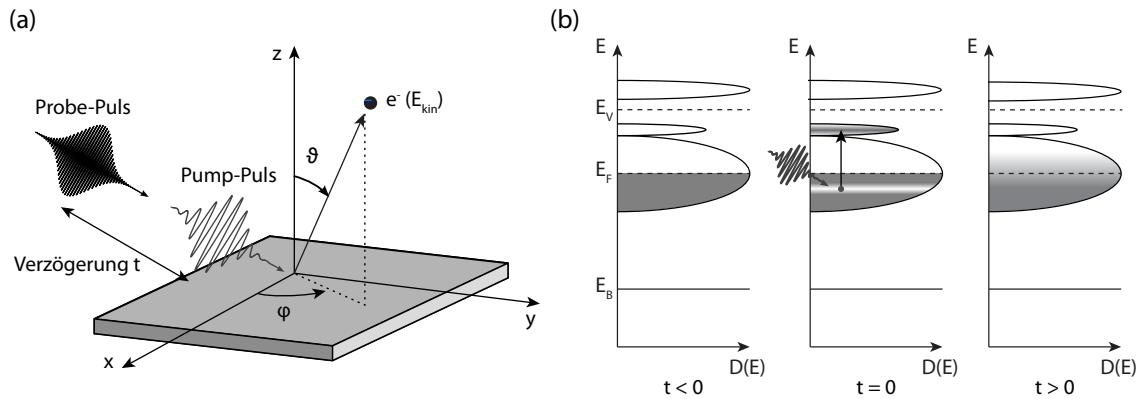 (a)
z
e⁻ (E_kin)
Probe-Puls
ϑ
Pump-Puls
Verzögerung t
φ
x
y
(b)
E
E
E
E_V
E_F
E_B
D(E)
D(E)
D(E)
t < 0
t = 0
t > 0